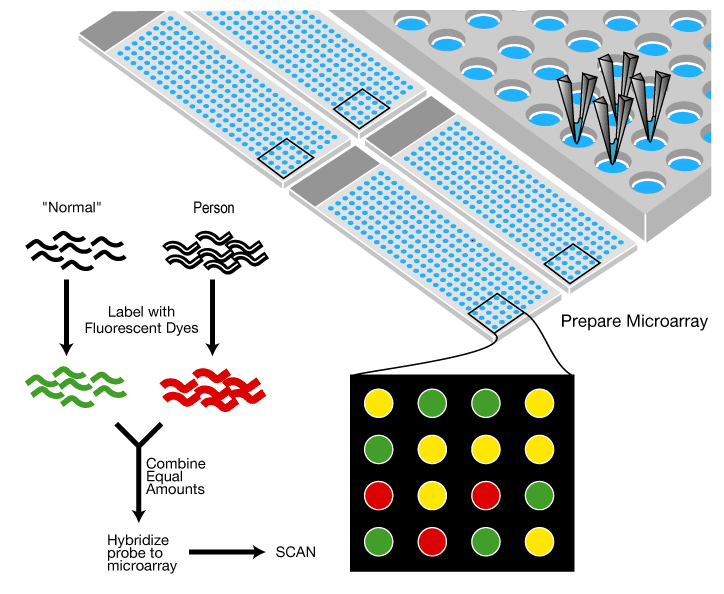 "Normal"
Person
Label with
Fluorescent Dyes
Prepare Microarray
Combine
Equal
Amounts
Hybridize
probe to
microarray
SCAN